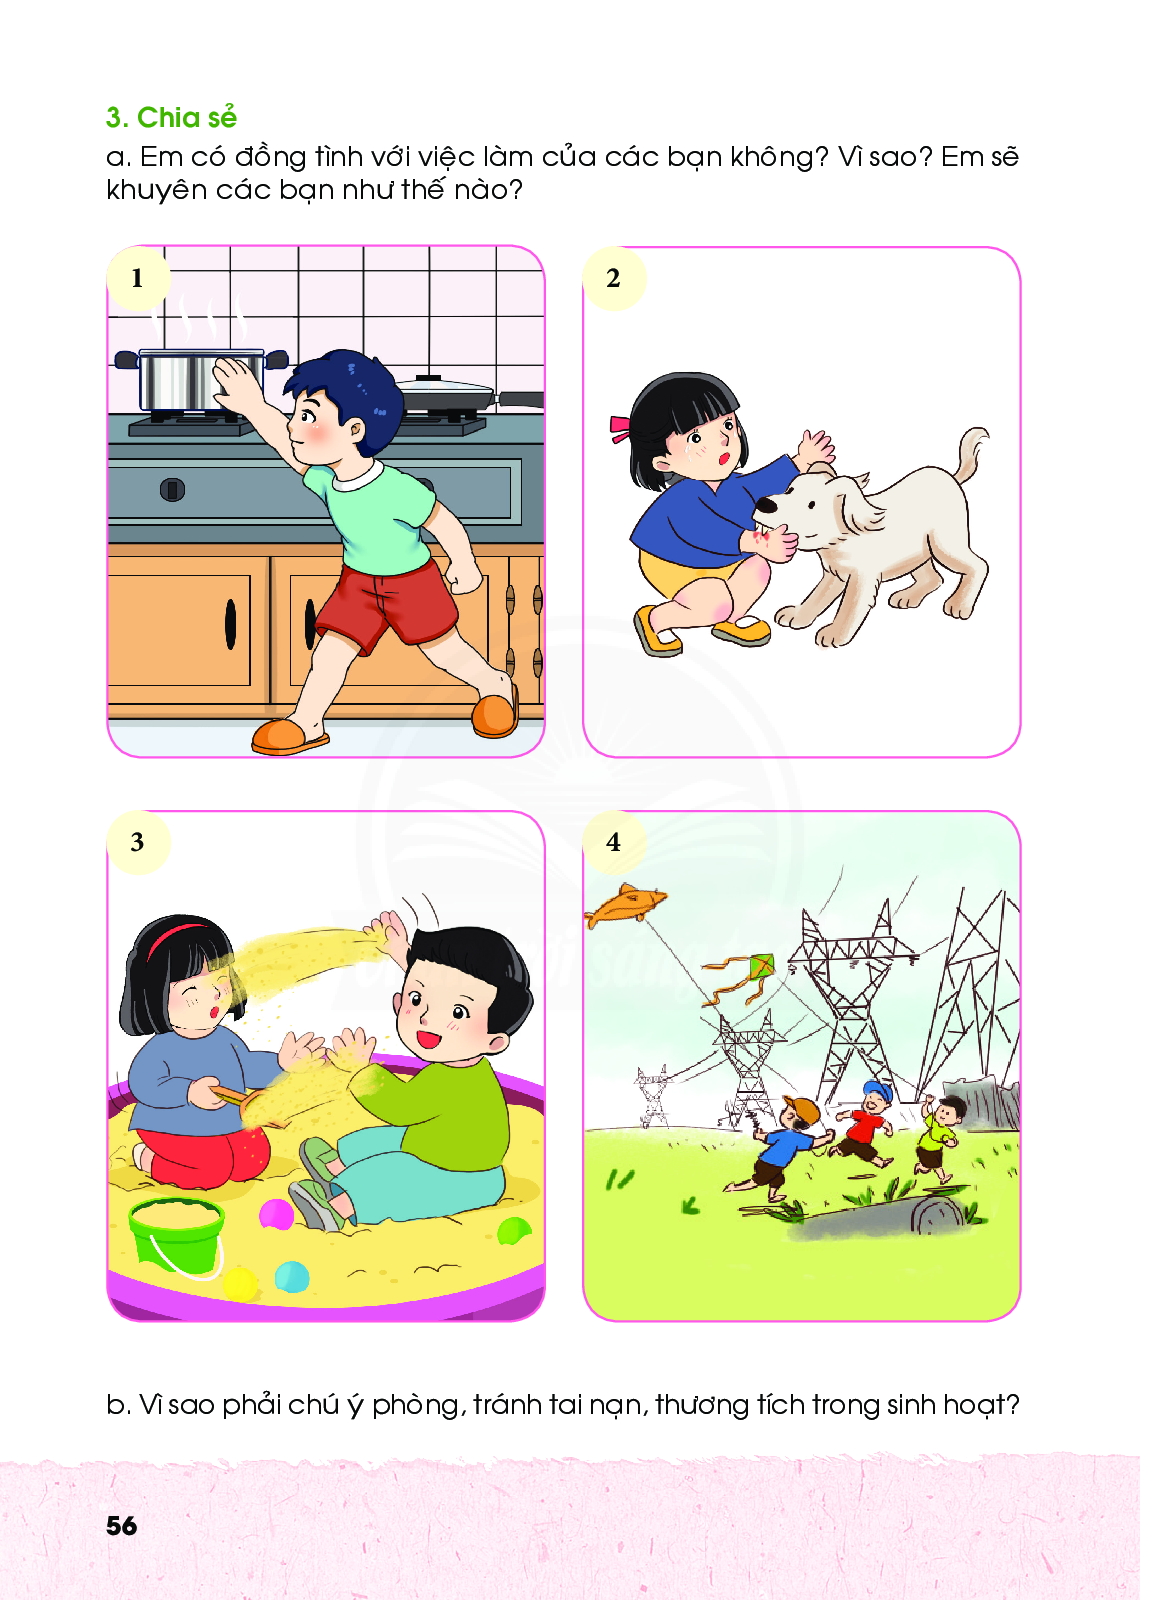 3. Chia sẻ
a. Em có đồng tình với việc làm của các bạn không? Vì sao? Em sẽ
khuyên các bạn như thế nào?
1
2
3
4
b. Vì sao phải chú ý phòng, tránh tai nạn, thương tích trong sinh hoạt?
56